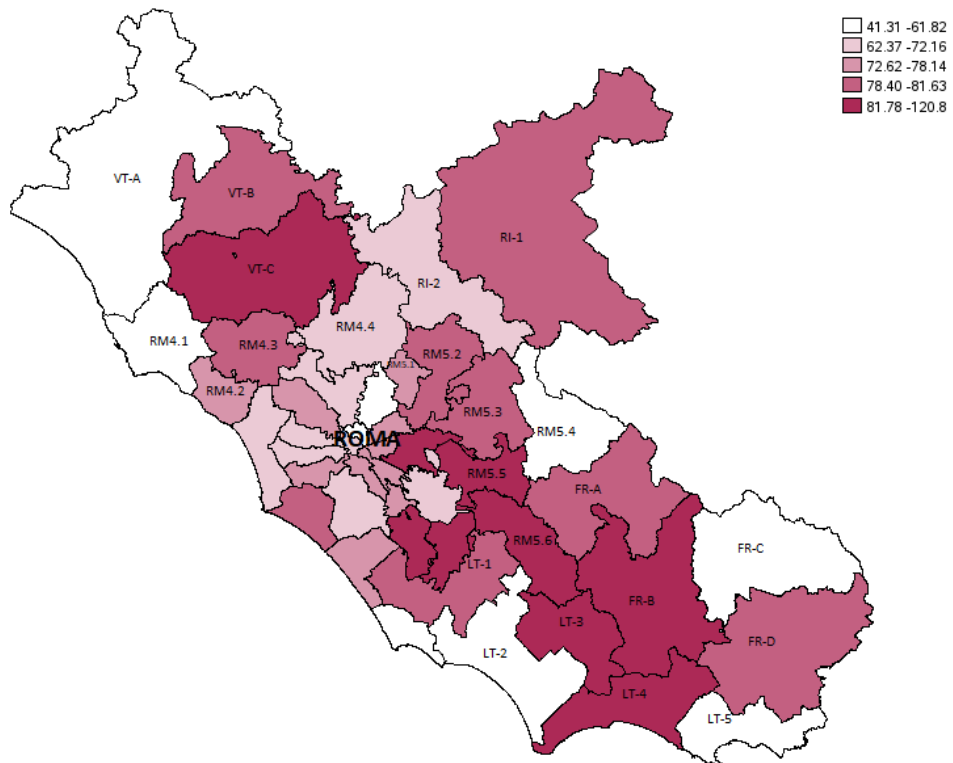 41.31 -61.82
62.37 -72.16
72.62 -78.14
78.40 -81.63
81.78 -120.8
VT-A
VT-B
RI-1
VT-C
RI-2
RM4.4
RM4.1
RM4.3
RM5.2
RM5.1
RM4.2
RM5.3
RM5.4
ROMA
RM5.5
FR-A
RM5.6
FR-C
LT-1
FR-B
LT-3
FR-D
LT-2
LT-4
LT-5